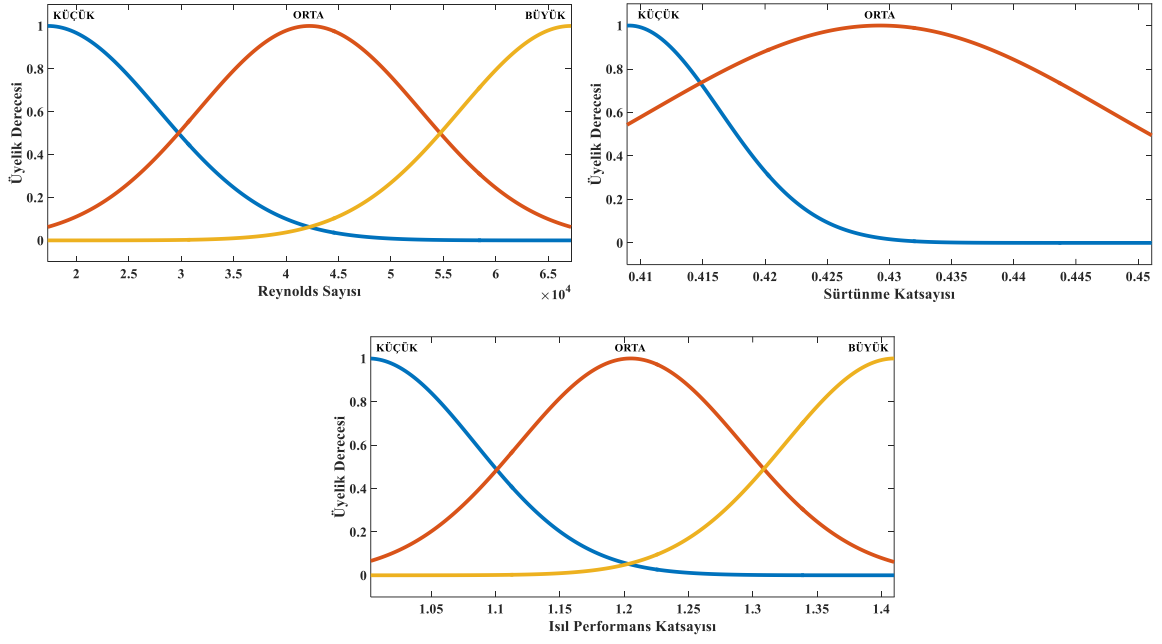 KÜÇÜK ORTA BÜYÜK
1
0.8
0.6
0.4
0.2
0
Üyelik Derecesi
2 2.5 3 3.5 4 4.5 5 5.5 6 6.5
Reynolds Sayısı
×10⁴
KÜÇÜK ORTA
1
0.8
0.6
0.4
0.2
0
Üyelik Derecesi
0.41 0.415 0.42 0.425 0.43 0.435 0.44 0.445 0.45
Sürtünme Katsayısı
KÜÇÜK ORTA BÜYÜK
1
0.8
0.6
0.4
0.2
0
Üyelik Derecesi
1.05 1.1 1.15 1.2 1.25 1.3 1.35 1.4
Isıl Performans Katsayısı